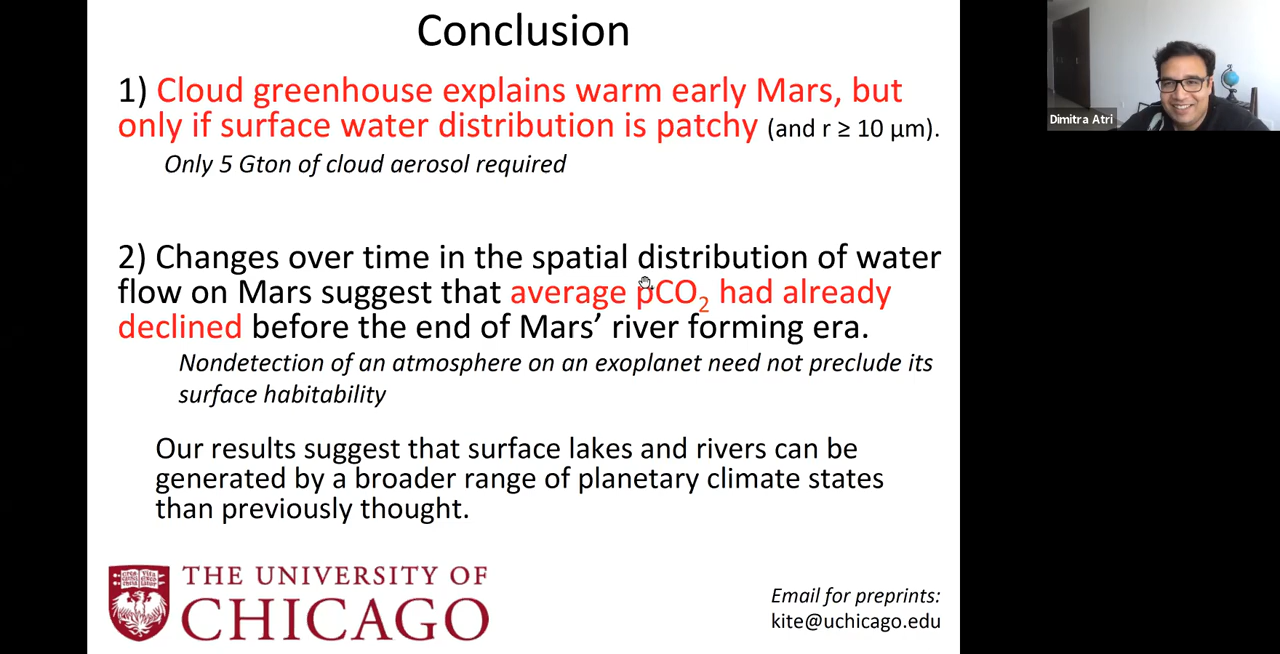 Conclusion
1) Cloud greenhouse explains warm early Mars, but
only if surface water distribution is patchy (and r ≥ 10 μm).
Only 5 Gton of cloud aerosol required
2) Changes over time in the spatial distribution of water
flow on Mars suggest that average pCO₂ had already
declined before the end of Mars’ river forming era.
Nondetection of an atmosphere on an exoplanet need not preclude its
surface habitability
Our results suggest that surface lakes and rivers can be
generated by a broader range of planetary climate states
than previously thought.
THE UNIVERSITY OF
CHICAGO
Email for preprints:
kite@uchicago.edu
Dimitra Atri